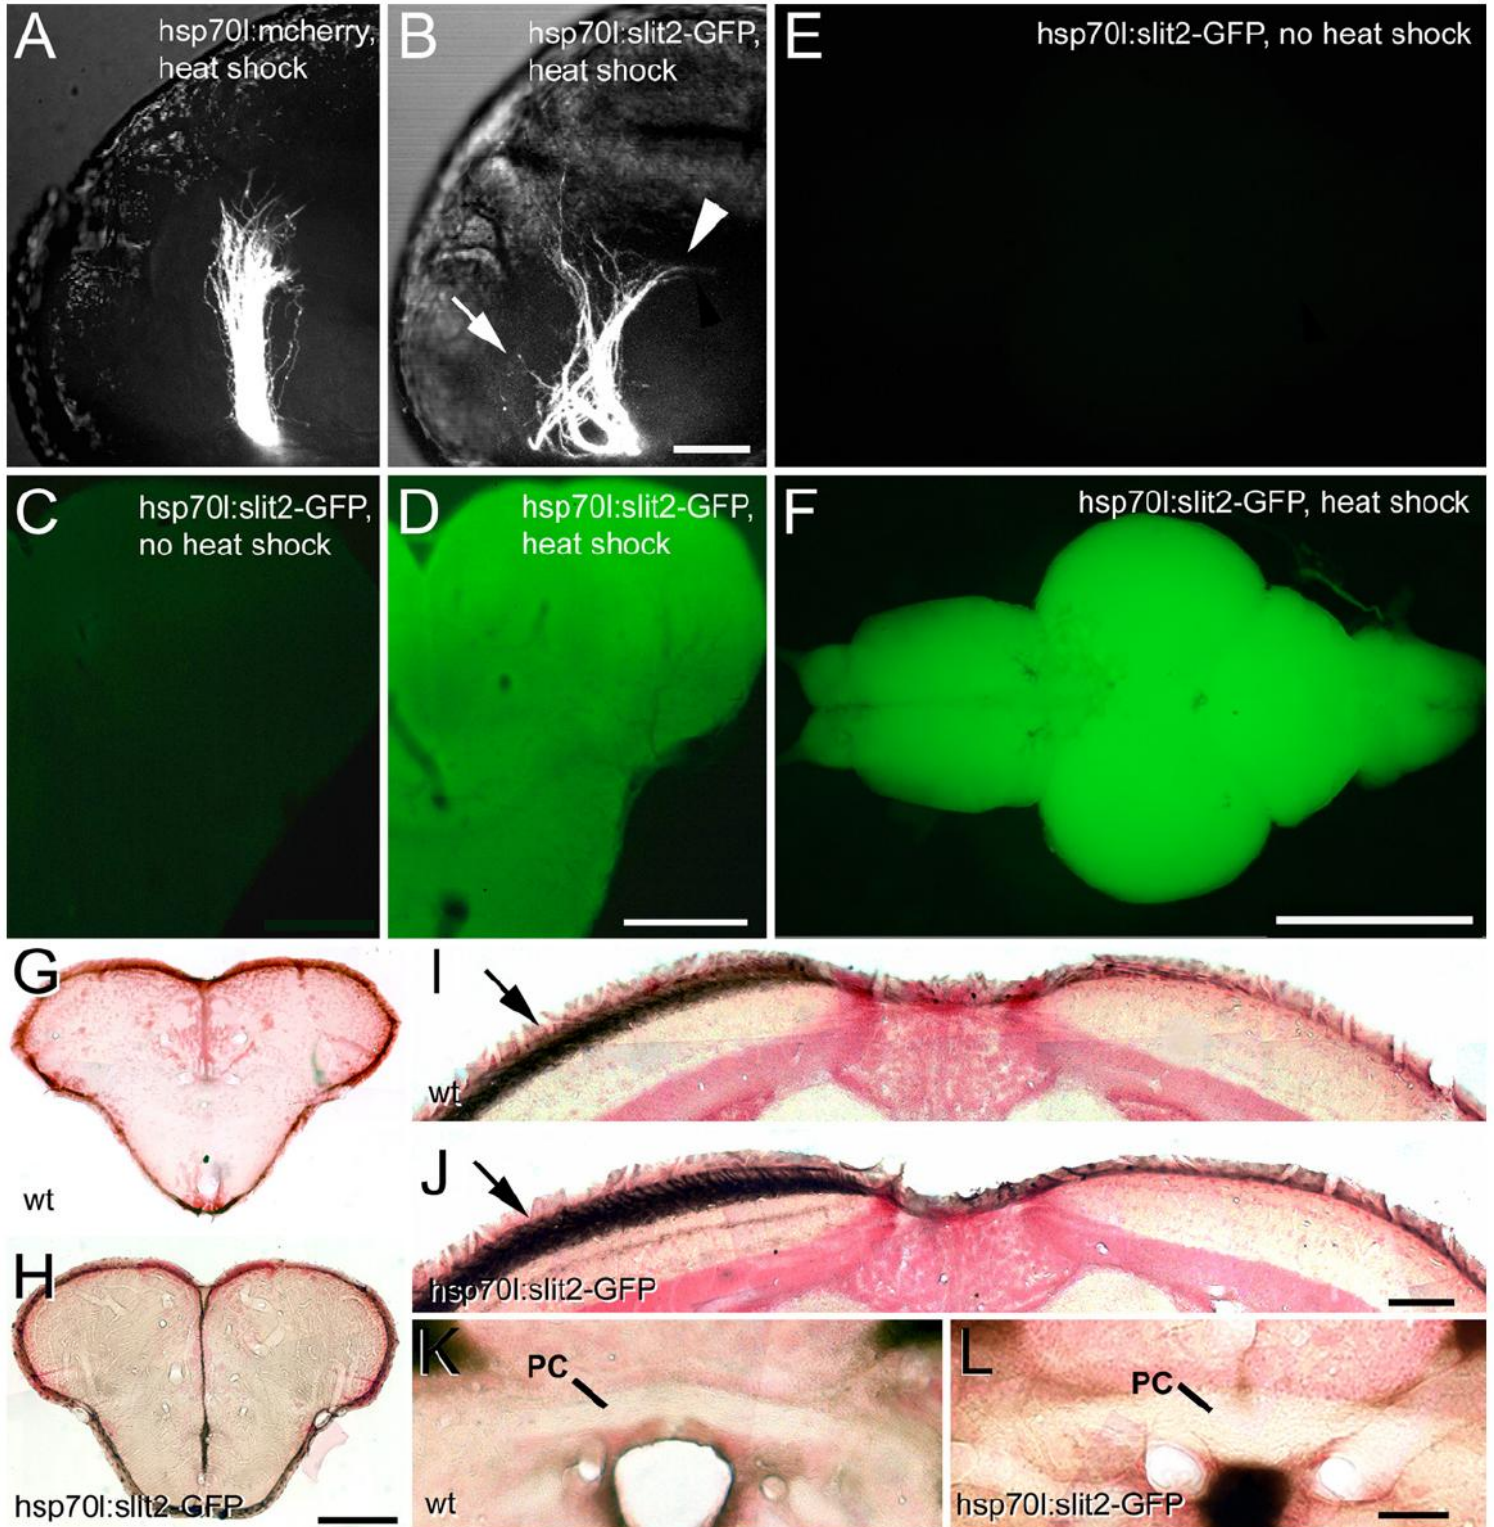 A
hsp70l:mcherry,
heat shock
B
hsp70l:slit2-GFP,
heat shock
E
hsp70l:slit2-GFP, no heat shock
C
hsp70l:slit2-GFP,
no heat shock
D
hsp70l:slit2-GFP,
heat shock
F
hsp70l:slit2-GFP, heat shock
G
wt
H
hsp70l:slit2-GFP
I
wt
J
hsp70l:slit2-GFP
K
PC
wt
L
PC
hsp70l:slit2-GFP